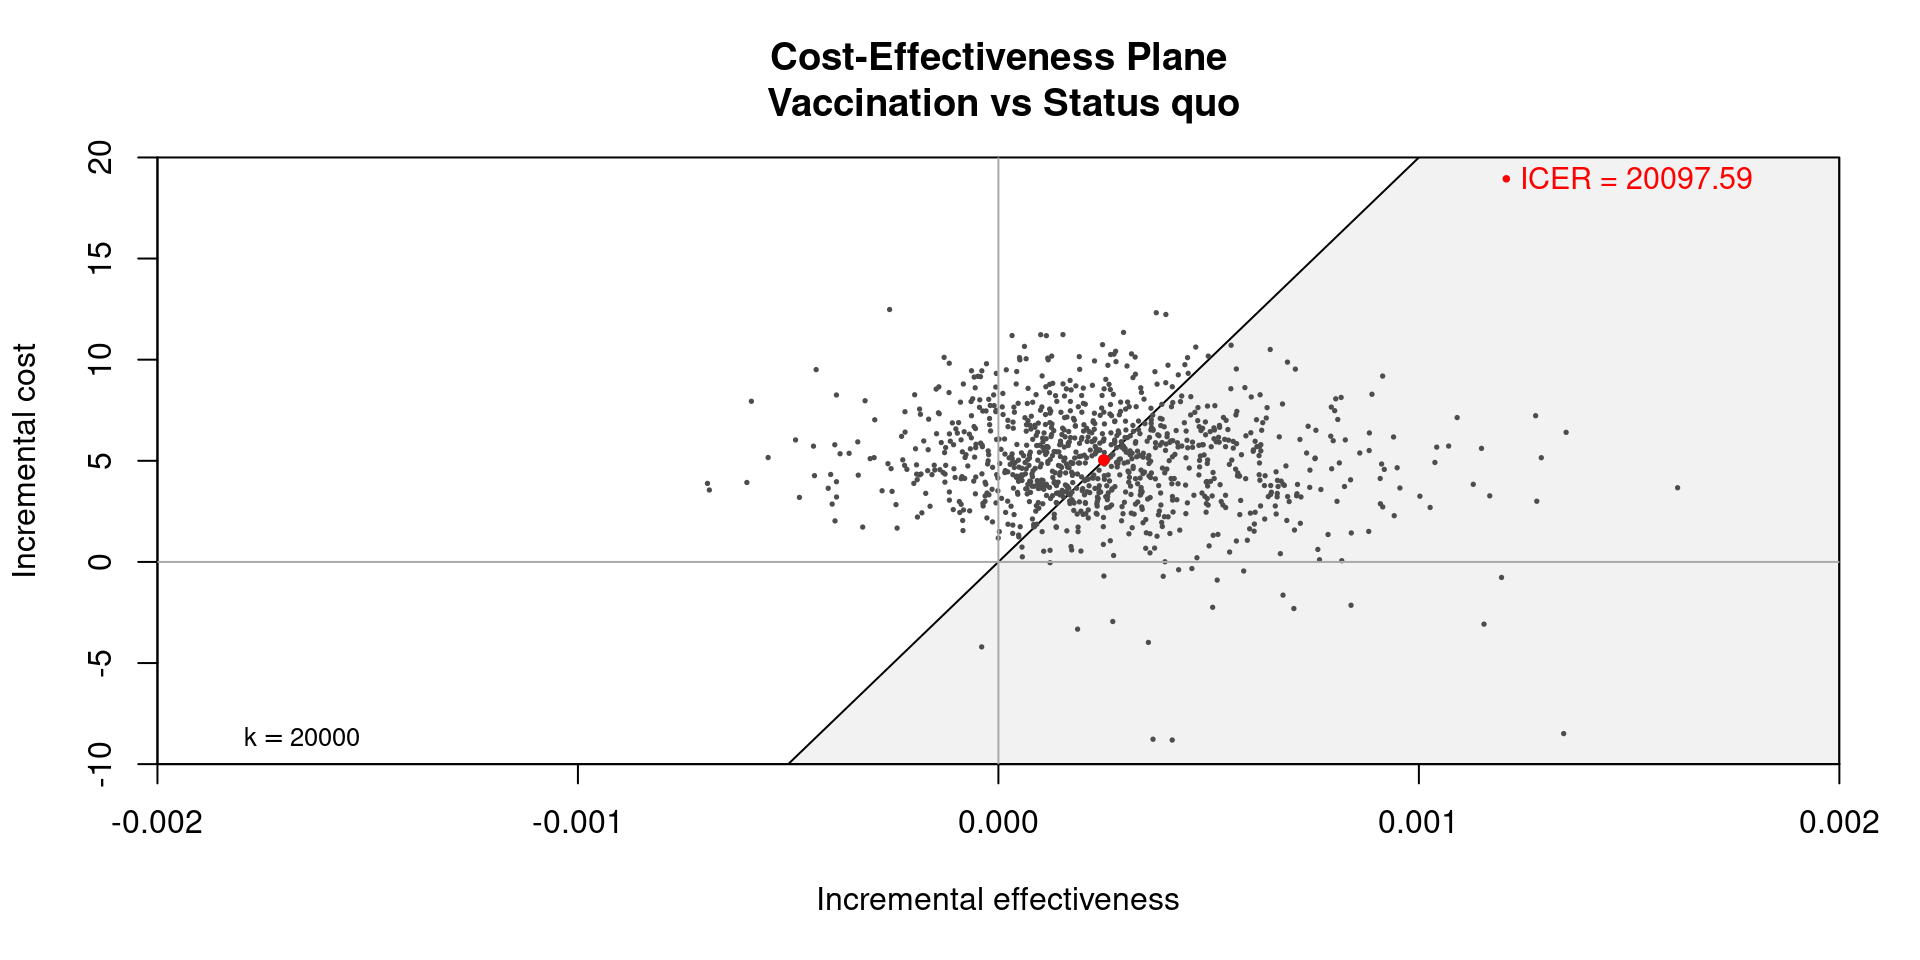 Cost-Effectiveness Plane
Vaccination vs Status quo
20
15
10
5
0
-5
-10
Incremental cost
ICER = 20097.59
k = 20000
-0.002
-0.001
0.000
0.001
0.002
Incremental effectiveness